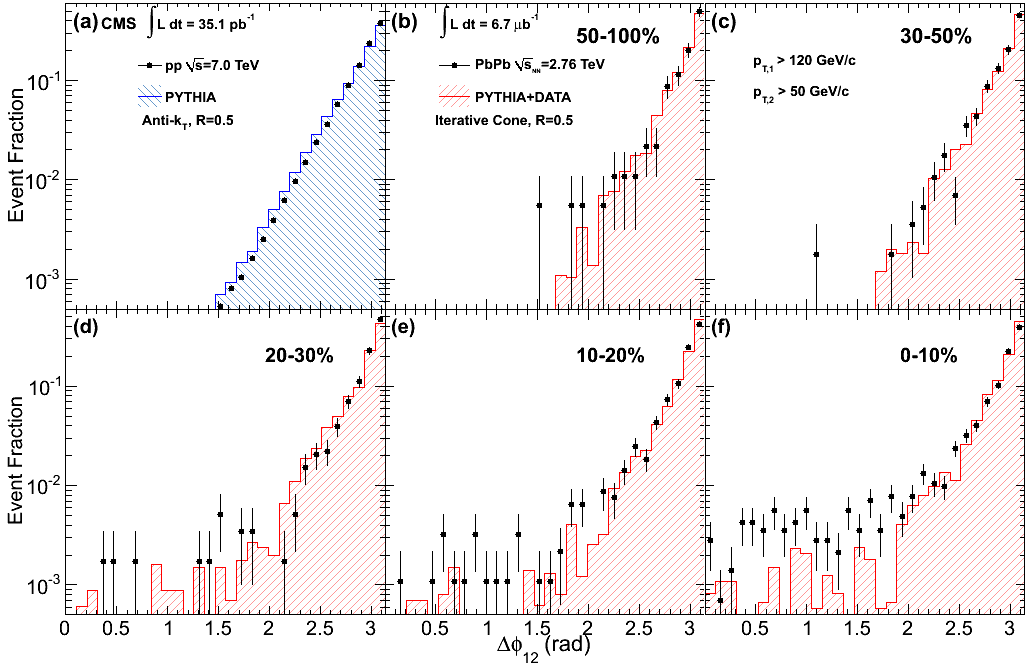 (a) CMS ∫L dt = 35.1 pb⁻¹
pp √s=7.0 TeV
PYTHIA
Anti-k_T, R=0.5
(b) ∫L dt = 6.7 μb⁻¹
50-100%
PbPb √s_NN=2.76 TeV
PYTHIA+DATA
Iterative Cone, R=0.5
(c)
30-50%
p_T,1 > 120 GeV/c
p_T,2 > 50 GeV/c
Event Fraction
10⁻¹
10⁻²
10⁻³
(d)
20-30%
(e)
10-20%
(f)
0-10%
Event Fraction
10⁻¹
10⁻²
10⁻³
0 0.5 1 1.5 2 2.5 3
0.5 1 1.5 2 2.5 3
0.5 1 1.5 2 2.5 3
Δϕ₁₂ (rad)